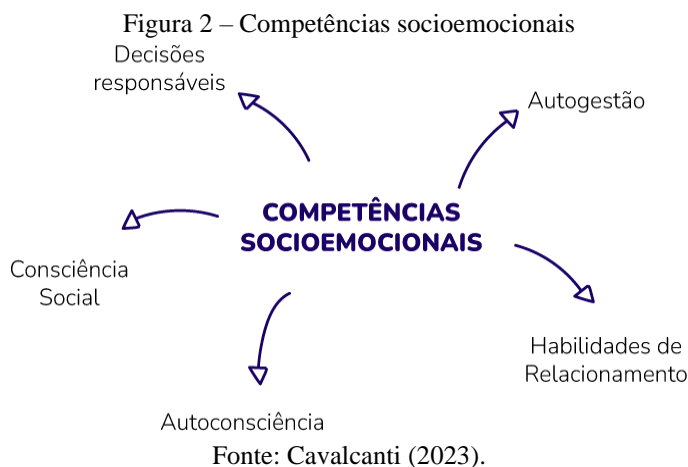 Figura 2 – Competências socioemocionais
Decisões
responsáveis
Autogestão
COMPETÊNCIAS
SOCIOEMOCIONAIS
Consciência
Social
Habilidades de
Relacionamento
Autoconsciência
Fonte: Cavalcanti (2023).